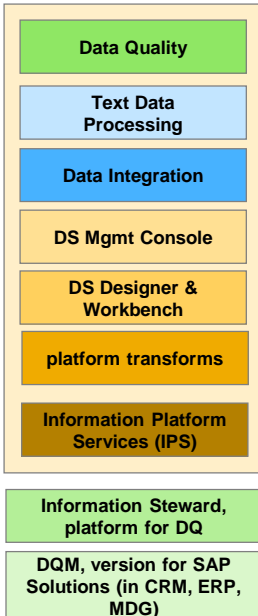 Data Quality
Text Data
Processing
Data Integration
DS Mgmt Console
DS Designer &
Workbench
platform transforms
Information Platform
Services (IPS)
Information Steward,
platform for DQ
DQM, version for SAP
Solutions (in CRM, ERP,
MDG)